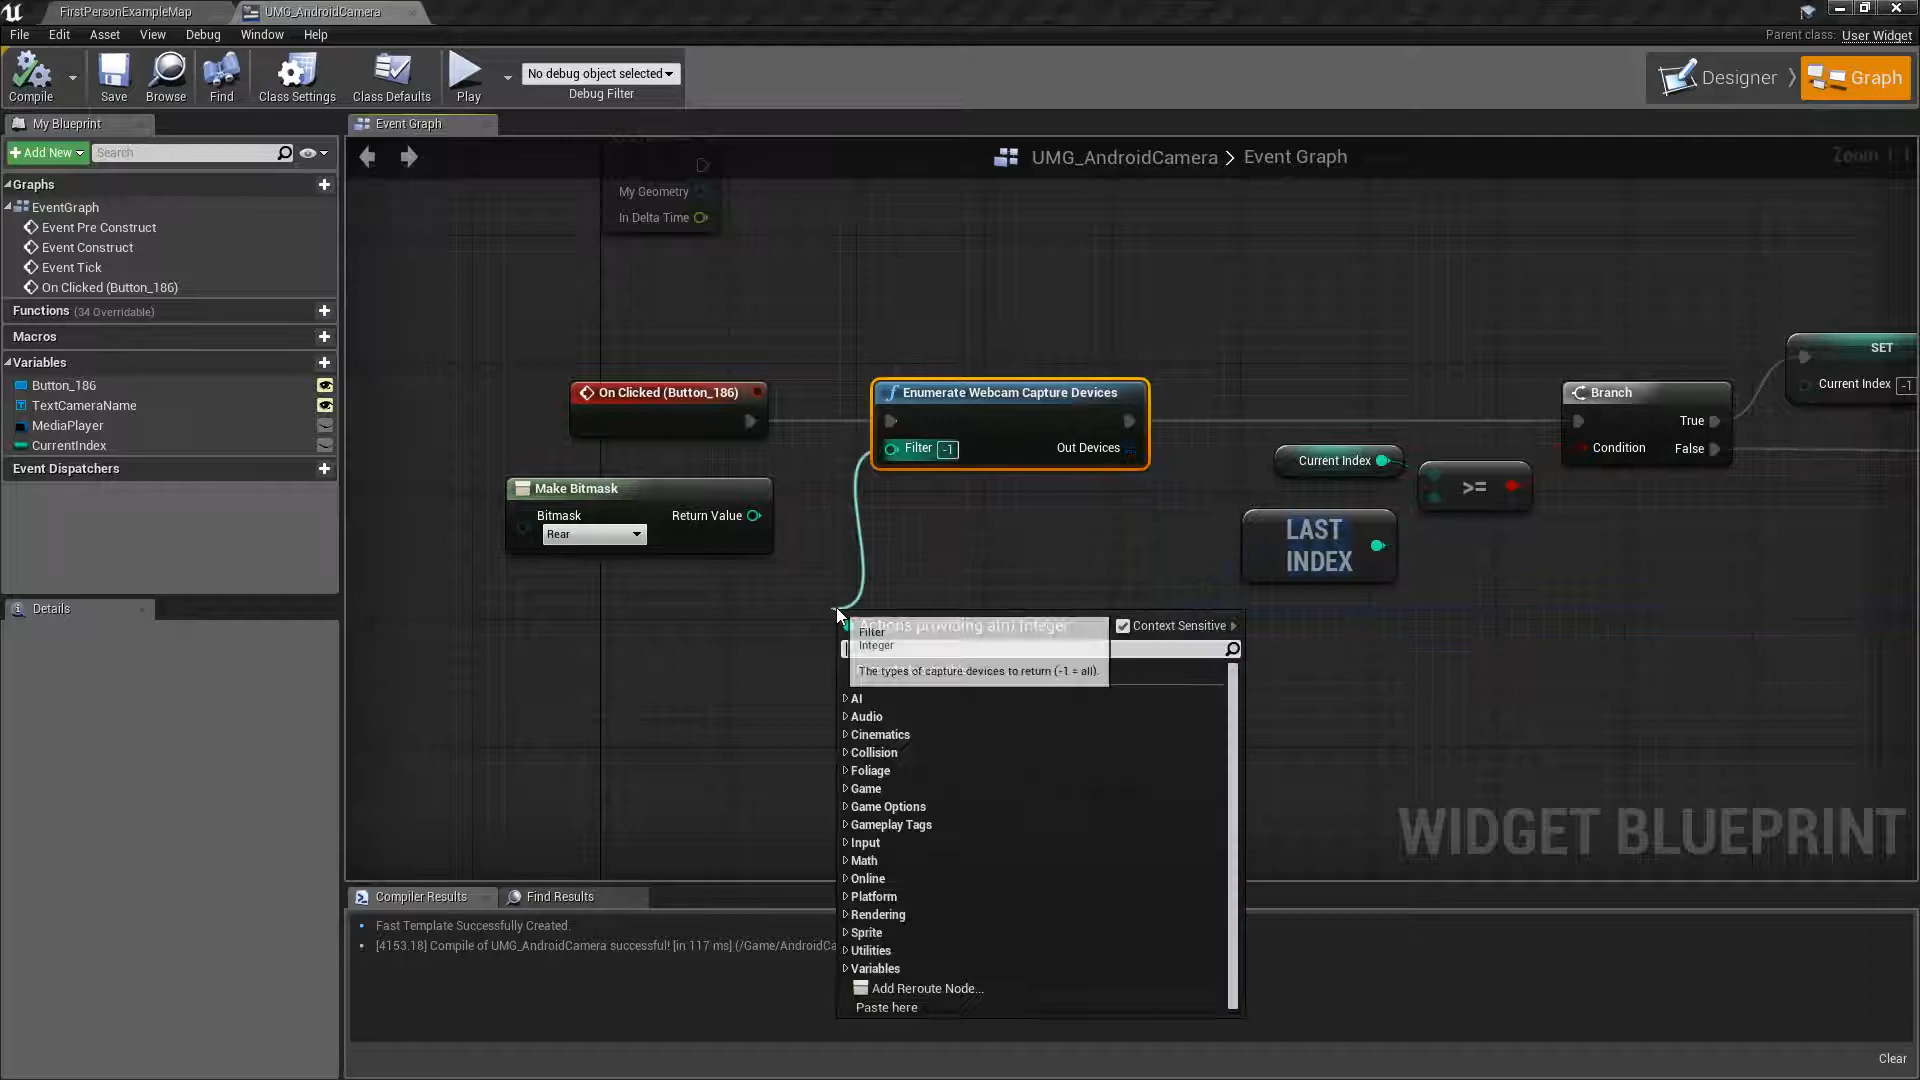 FirstPersonExampleMap
UMG_AndroidCamera
File Edit Asset View Debug Window Help
Parent class: User Widget
Compile
Save
Browse
Find
Class Settings
Class Defaults
Play
No debug object selected
Debug Filter
Designer
Graph
My Blueprint
Event Graph
Add New
Search
UMG_AndroidCamera > Event Graph
Zoom 1:1
Graphs
EventGraph
Event Pre Construct
Event Construct
Event Tick
On Clicked (Button_186)
Functions (34 Overridable)
Macros
Variables
Button_186
TextCameraName
MediaPlayer
CurrentIndex
Event Dispatchers
Details
My Geometry
In Delta Time
On Clicked (Button_186)
Enumerate Webcam Capture Devices
Filter -1
Out Devices
Make Bitmask
Bitmask
Rear
Return Value
Current Index
>=
LAST
INDEX
Branch
True
Condition
False
SET
Current Index -1
Actions providing a(n) Integer
Context Sensitive
Filter
Integer
The types of capture devices to return (-1 = all).
AI
Audio
Cinematics
Collision
Foliage
Game
Game Options
Gameplay Tags
Input
Math
Online
Platform
Rendering
Sprite
Utilities
Variables
Add Reroute Node...
Paste here
WIDGET BLUEPRINT
Compiler Results
Find Results
Fast Template Successfully Created.
[4153.18] Compile of UMG_AndroidCamera successful! [in 117 ms] (/Game/AndroidCa
Clear